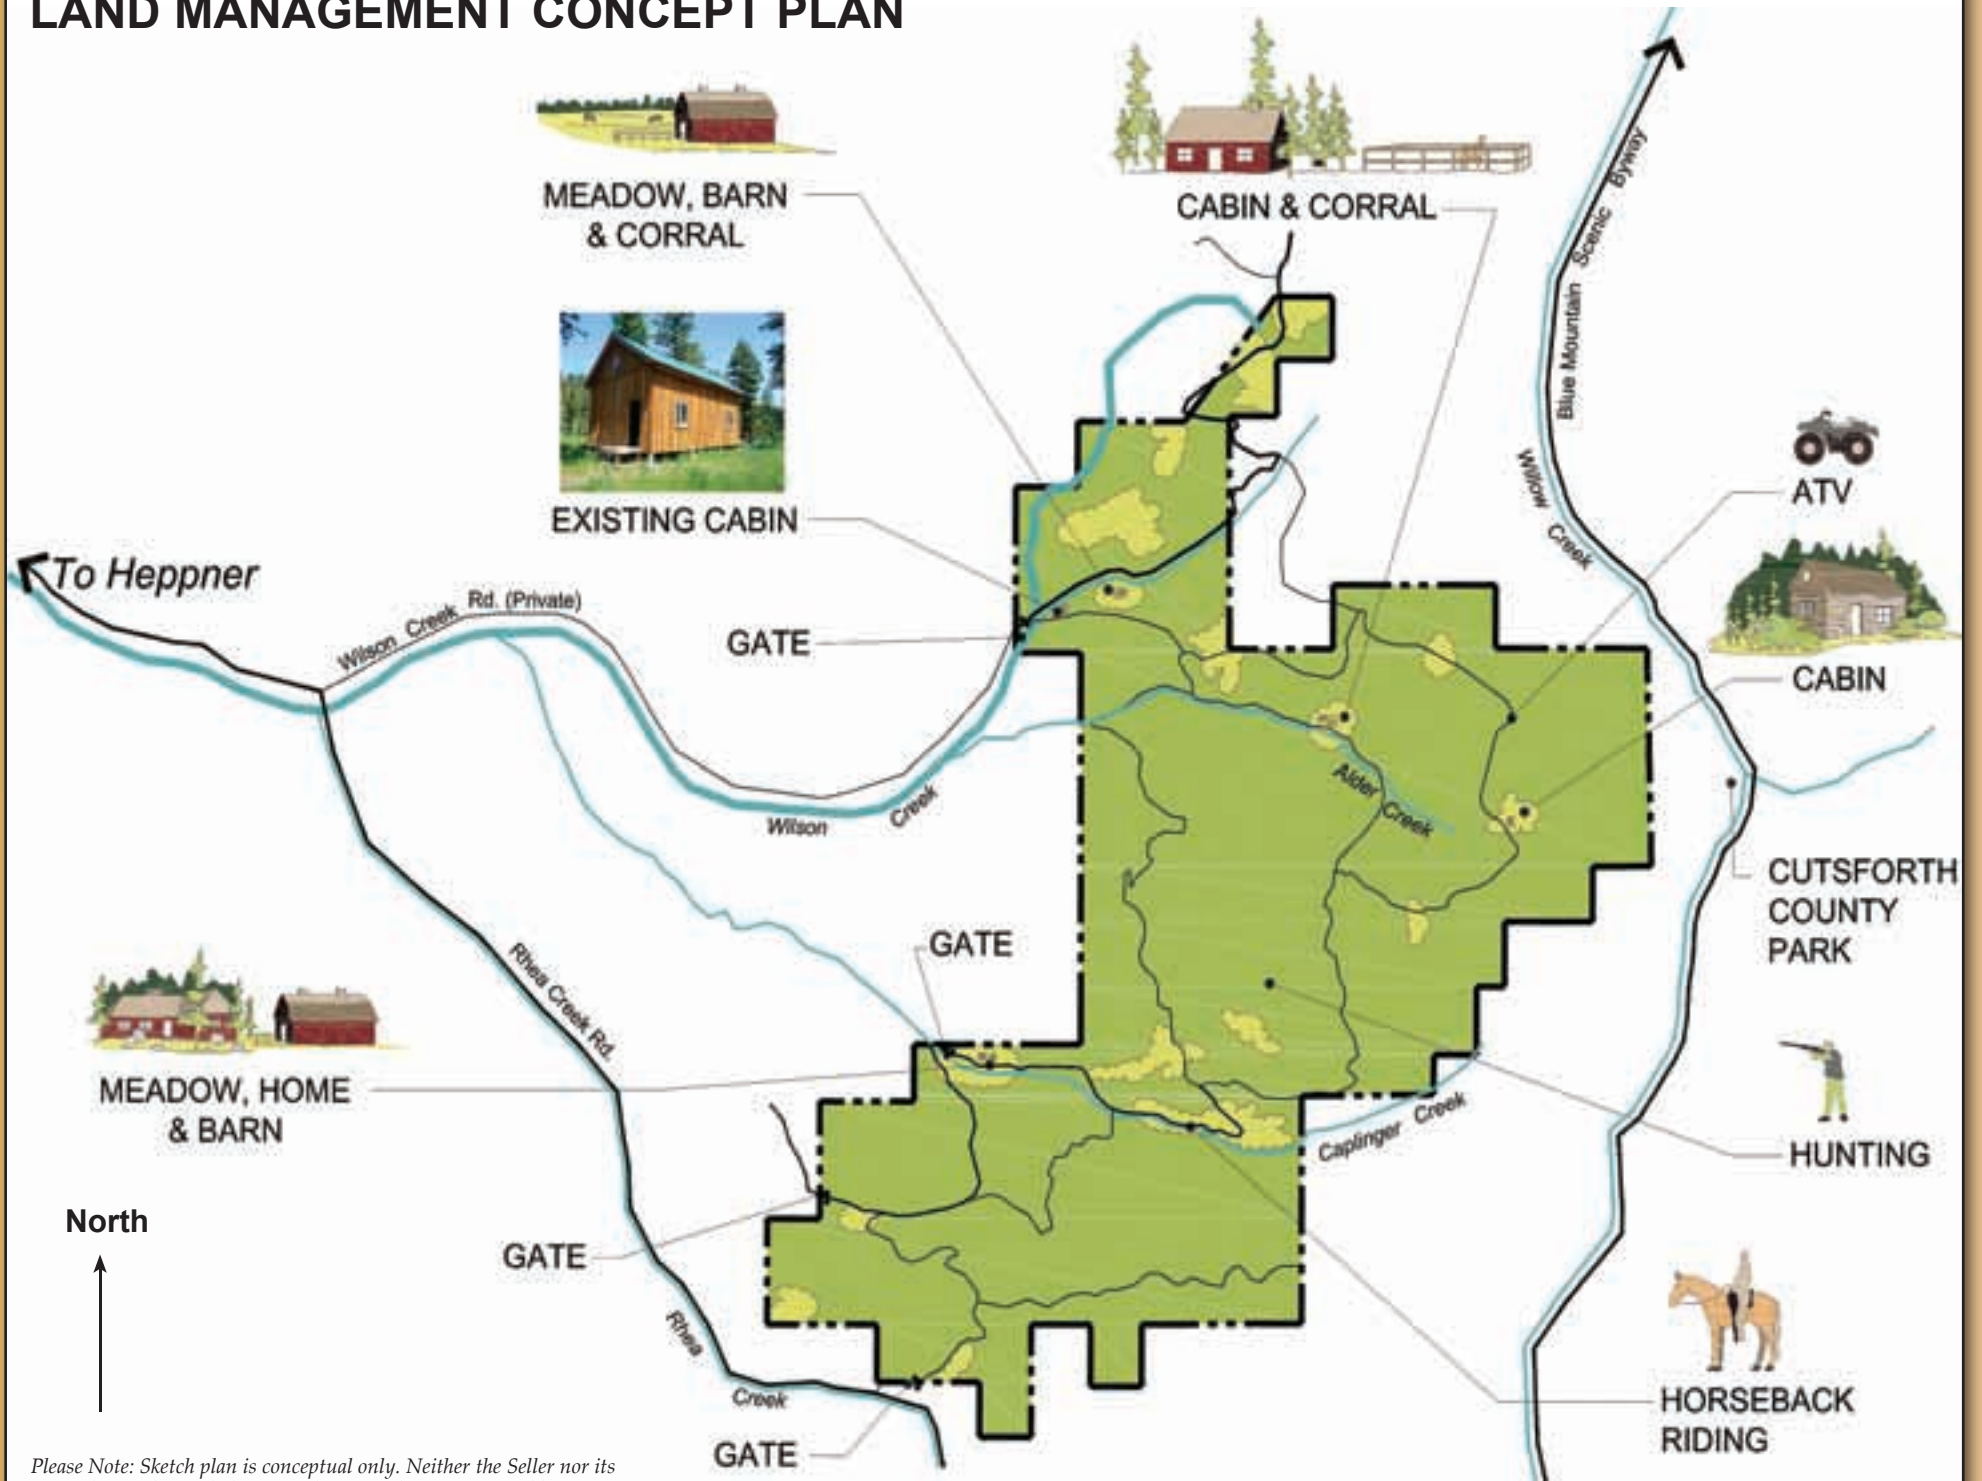 LAND MANAGEMENT CONCEPT PLAN
MEADOW, BARN
& CORRAL
CABIN & CORRAL
Blue Mountain Scenic Byway
EXISTING CABIN
ATV
Willow Creek
To Heppner
Wilson Creek Rd. (Private)
GATE
CABIN
Alder Creek
Wilson Creek
CUTSFORTH
COUNTY
PARK
GATE
Rhea Creek Rd.
MEADOW, HOME
& BARN
Caplinger Creek
HUNTING
North
GATE
Rhea Creek
HORSEBACK
RIDING
GATE
Please Note: Sketch plan is conceptual only. Neither the Seller nor its